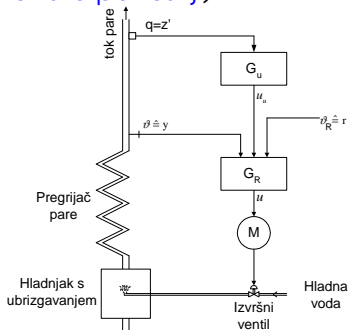 tok pare
q=z'
G_u
u_u
ϑ ≙ y
ϑ_R ≙ r
G_R
u
Pregrijač
pare
M
Hladnjak s
ubrizgavanjem
Hladna
voda
Izvršni
ventil